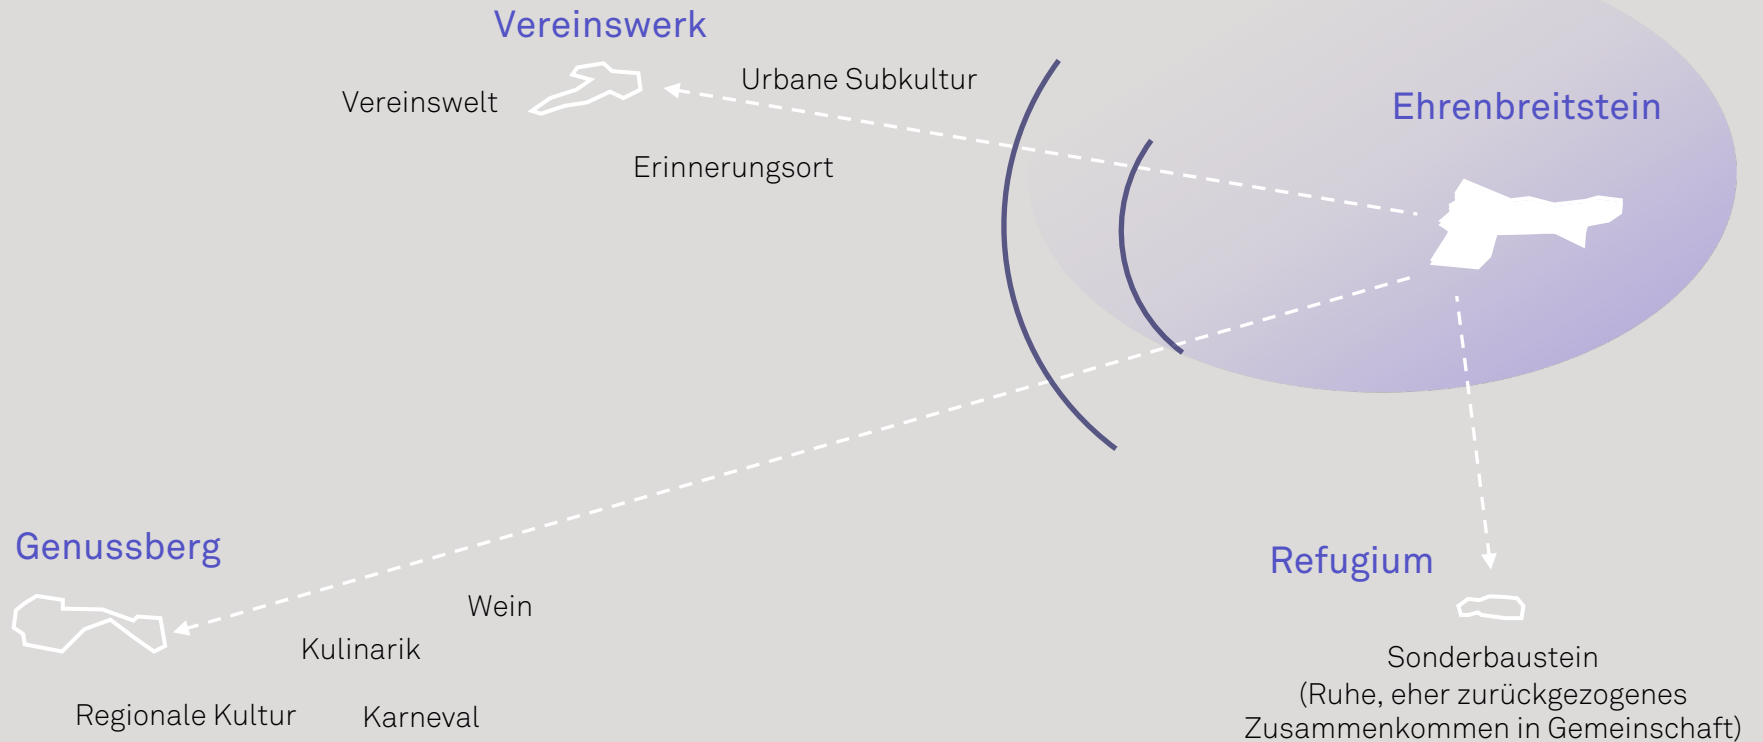 Vereinswerk
Vereinswelt
Urbane Subkultur
Ehrenbreitstein
Erinnerungsort
Genussberg
Refugium
Wein
Kulinarik
Regionale Kultur
Karneval
Sonderbaustein
(Ruhe, eher zurückgezogenes
Zusammenkommen in Gemeinschaft)